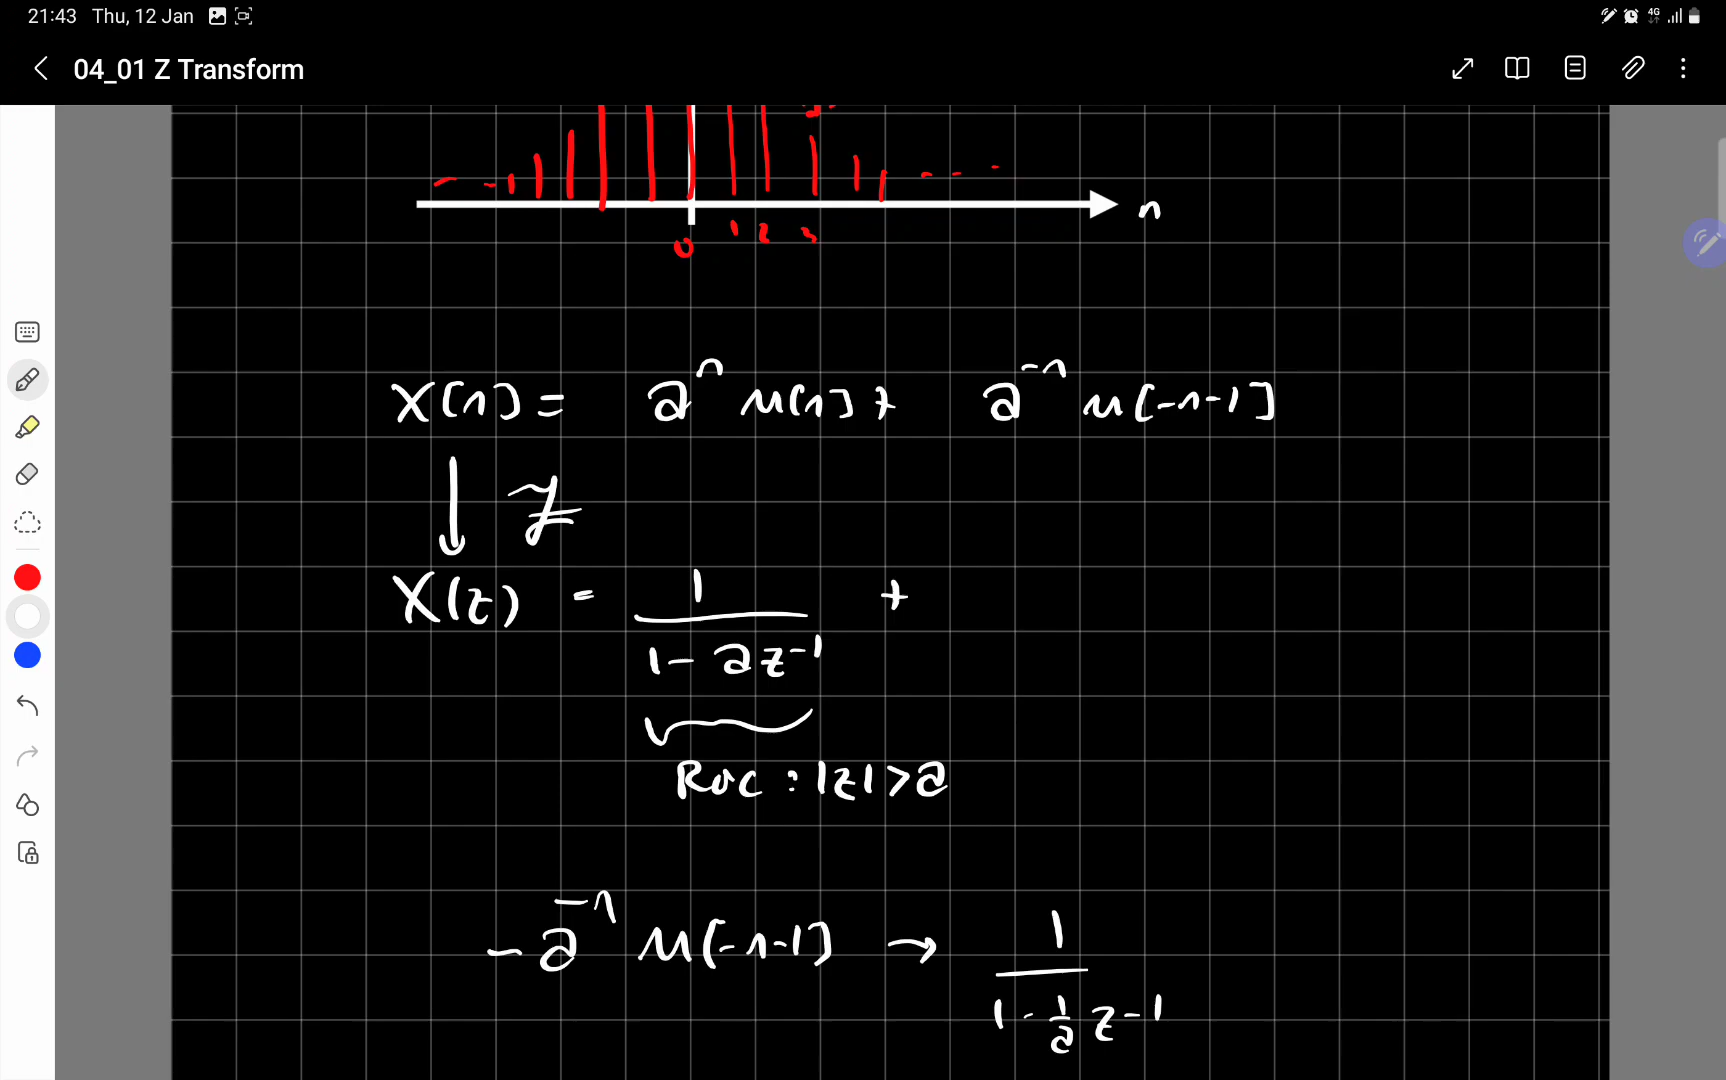 21:43 Thu, 12 Jan 4G
04_01 Z Transform
n
0 1 2 3
x[n] = a^n u[n] + a^-n u[-n-1]
Z
X(z) = 1/(1 - az^-1) +
ROC : |z| > a
-a^-n u[-n-1] → 1/(1 - 1/a z^-1)